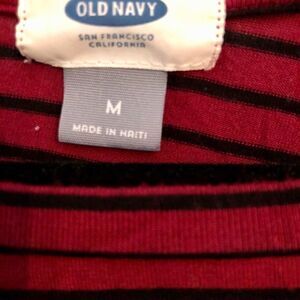 OLD NAVY
SAN FRANCISCO
CALIFORNIA
M
MADE IN HAITI